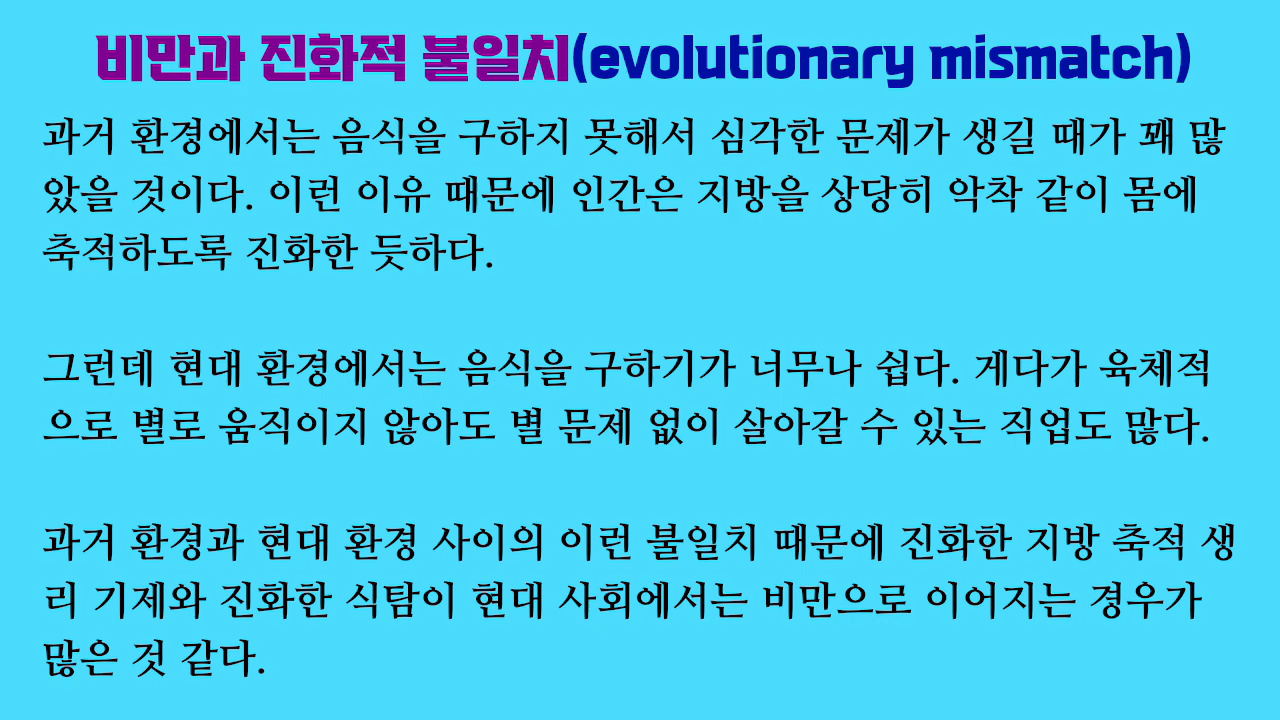 비만과 진화적 불일치(evolutionary mismatch)
과거 환경에서는 음식을 구하지 못해서 심각한 문제가 생길 때가 꽤 많
았을 것이다. 이런 이유 때문에 인간은 지방을 상당히 악착 같이 몸에
축적하도록 진화한 듯하다.
그런데 현대 환경에서는 음식을 구하기가 너무나 쉽다. 게다가 육체적
으로 별로 움직이지 않아도 별 문제 없이 살아갈 수 있는 직업도 많다.
과거 환경과 현대 환경 사이의 이런 불일치 때문에 진화한 지방 축적 생
리 기제와 진화한 식탐이 현대 사회에서는 비만으로 이어지는 경우가
많은 것 같다.